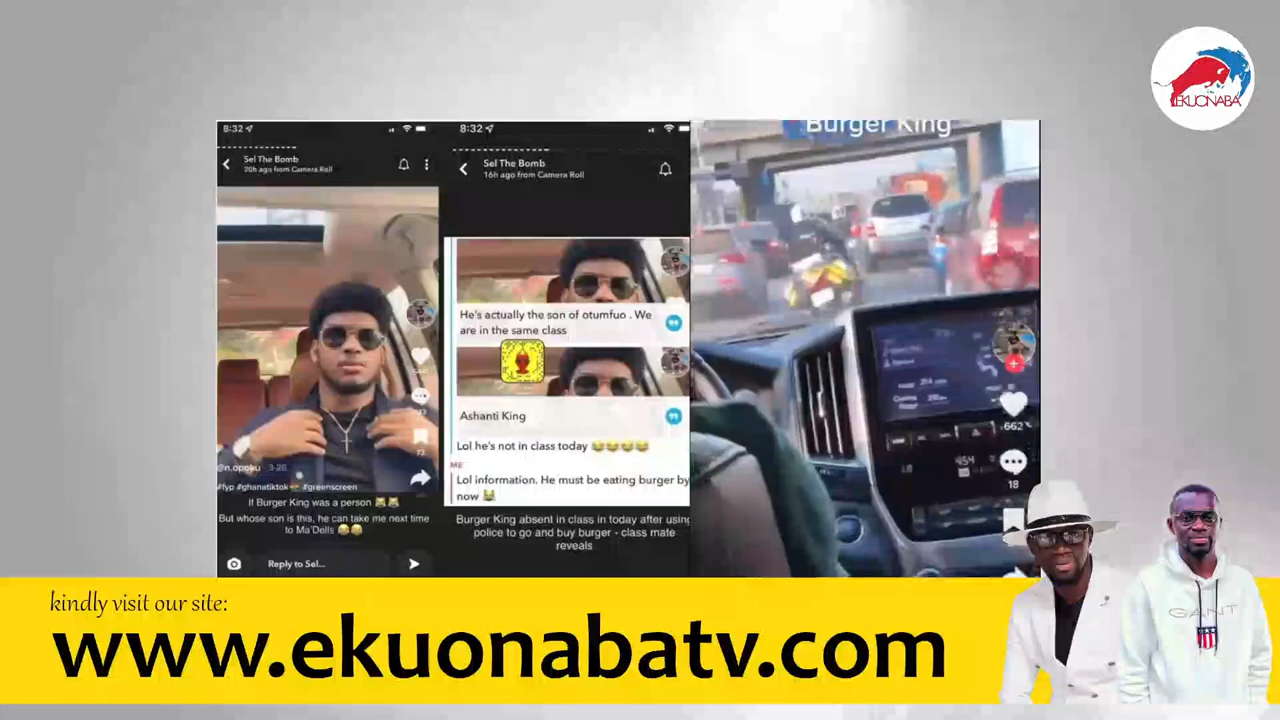 EKUONABA
8:32
Sel The Bomb
20h ago from Camera Roll
@n.opoku · 3-26
#fyp #ghanatiktok #greenscreen
If Burger King was a person 😹😹
But whose son is this, he can take me next time
to Ma'Dells 😂😂
Reply to Sel...
8:32
Sel The Bomb
16h ago from Camera Roll
He's actually the son of otumfuo . We
are in the same class
Ashanti King
Lol he's not in class today 😂😂😂😂
ME
Lol information. He must be eating burger by
now 😹
Burger King absent in class in today after using
police to go and buy burger - class mate
reveals
Burger King
662
18
GANT
kindly visit our site:
www.ekuonabatv.com